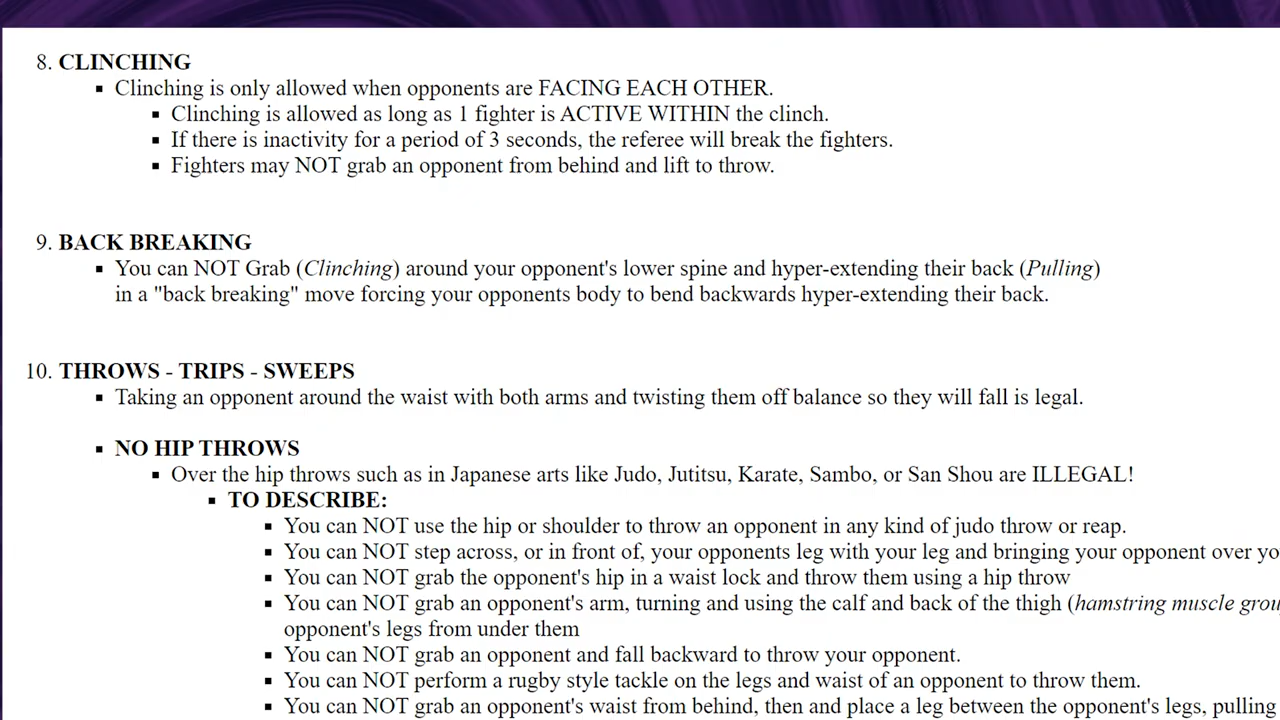 8. CLINCHING
▪ Clinching is only allowed when opponents are FACING EACH OTHER.
▪ Clinching is allowed as long as 1 fighter is ACTIVE WITHIN the clinch.
▪ If there is inactivity for a period of 3 seconds, the referee will break the fighters.
▪ Fighters may NOT grab an opponent from behind and lift to throw.
9. BACK BREAKING
▪ You can NOT Grab (Clinching) around your opponent's lower spine and hyper-extending their back (Pulling)
in a "back breaking" move forcing your opponents body to bend backwards hyper-extending their back.
10. THROWS - TRIPS - SWEEPS
▪ Taking an opponent around the waist with both arms and twisting them off balance so they will fall is legal.
▪ NO HIP THROWS
▪ Over the hip throws such as in Japanese arts like Judo, Jutitsu, Karate, Sambo, or San Shou are ILLEGAL!
▪ TO DESCRIBE:
▪ You can NOT use the hip or shoulder to throw an opponent in any kind of judo throw or reap.
▪ You can NOT step across, or in front of, your opponents leg with your leg and bringing your opponent over
▪ You can NOT grab the opponent's hip in a waist lock and throw them using a hip throw
▪ You can NOT grab an opponent's arm, turning and using the calf and back of the thigh (hamstring muscle
opponent's legs from under them
▪ You can NOT grab an opponent and fall backward to throw your opponent.
▪ You can NOT perform a rugby style tackle on the legs and waist of an opponent to throw them.
▪ You can NOT grab an opponent's waist from behind, then and place a leg between the opponent's legs, pulling